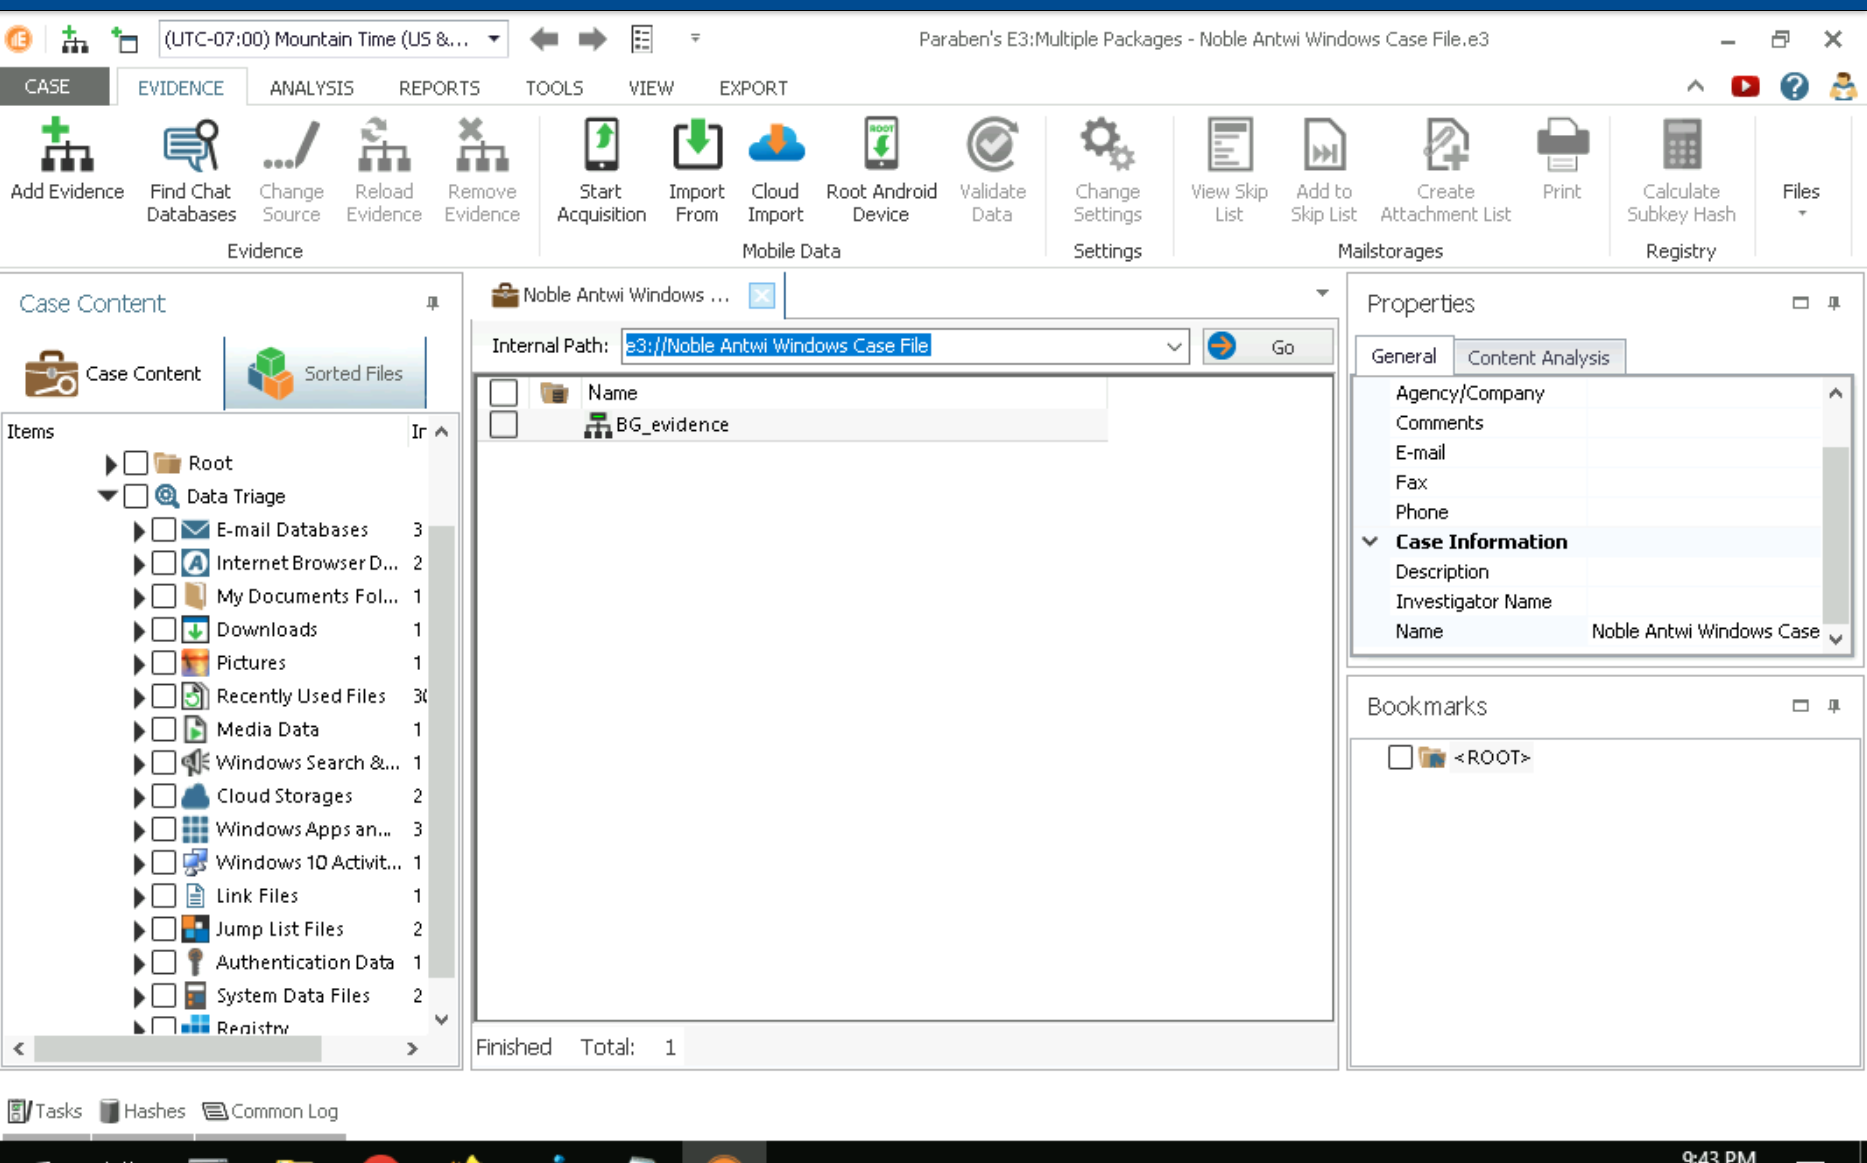 (UTC-07:00) Mountain Time (US &...
Paraben's E3:Multiple Packages - Noble Antwi Windows Case File.e3
CASE EVIDENCE ANALYSIS REPORTS TOOLS VIEW EXPORT
Add Evidence
Find Chat Databases
Change Source
Reload Evidence
Remove Evidence
Start Acquisition
Import From
Cloud Import
ROOT
Root Android Device
Validate Data
Change Settings
View Skip List
Add to Skip List
Create Attachment List
Print
Calculate Subkey Hash
Files
Evidence
Mobile Data
Settings
Mailstorages
Registry
Case Content
Case Content
Sorted Files
Items
Root
Data Triage
E-mail Databases 3
Internet Browser D... 2
My Documents Fol... 1
Downloads 1
Pictures 1
Recently Used Files
Media Data 1
Windows Search &... 1
Cloud Storages 2
Windows Apps an... 3
Windows 10 Activit... 1
Link Files 1
Jump List Files 2
Authentication Data 1
System Data Files 2
Registry
Noble Antwi Windows ...
Internal Path: e3://Noble Antwi Windows Case File
Go
Name
BG_evidence
Finished Total: 1
Properties
General
Content Analysis
Agency/Company
Comments
E-mail
Fax
Phone
Case Information
Description
Investigator Name
Name Noble Antwi Windows Case
Bookmarks
<ROOT>
Tasks
Hashes
Common Log
9:43 PM